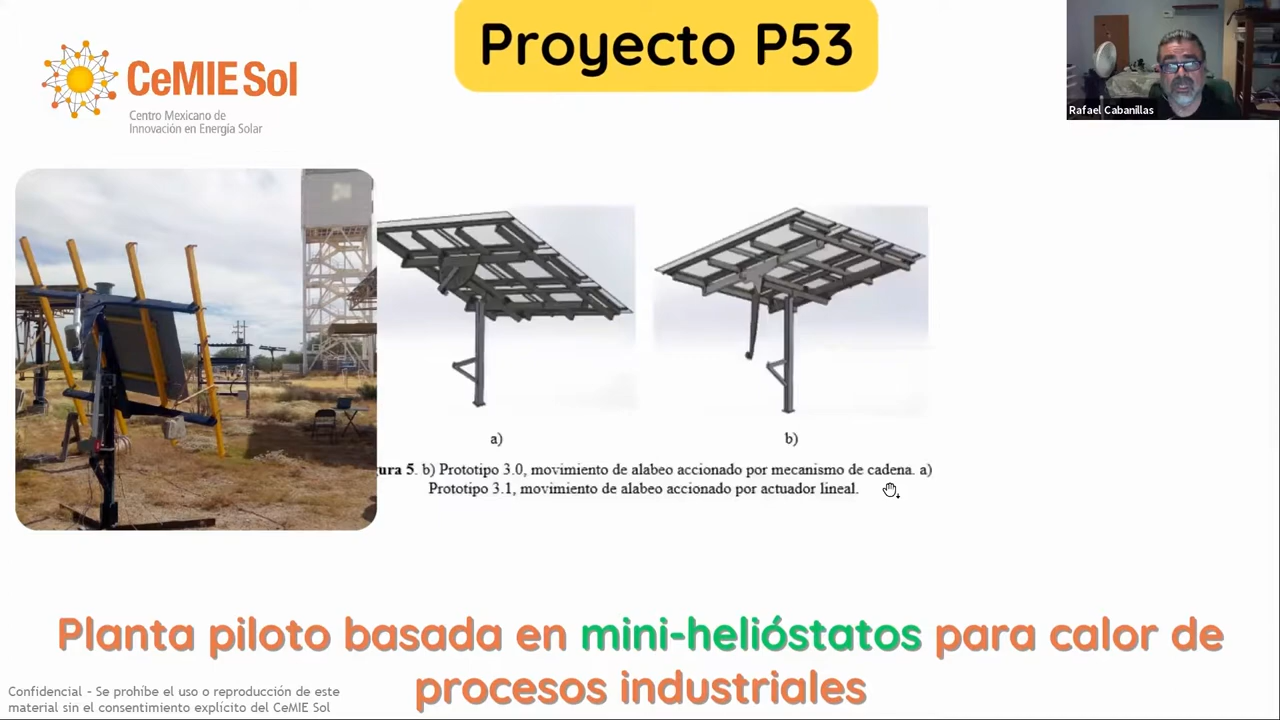 Proyecto P53
CeMIE Sol
Centro Mexicano de
Innovación en Energía Solar
Rafael Cabanillas
a)
b)
ura 5. b) Prototipo 3.0, movimiento de alabeo accionado por mecanismo de cadena. a)
Prototipo 3.1, movimiento de alabeo accionado por actuador lineal.
Planta piloto basada en mini-helióstatos para calor de
procesos industriales
Confidencial - Se prohíbe el uso o reproducción de este
material sin el consentimiento explícito del CeMIE Sol